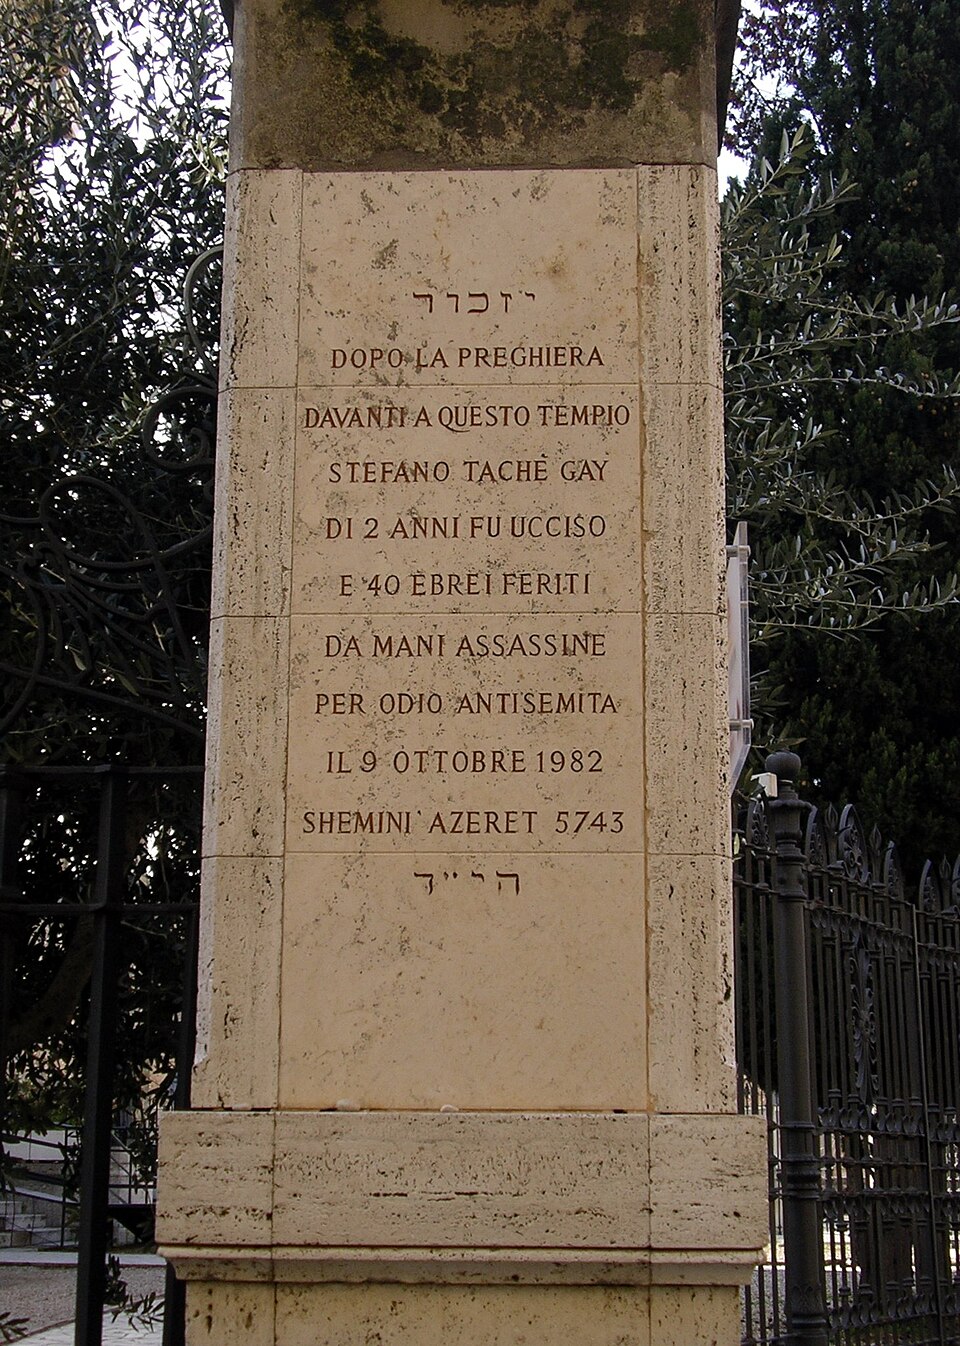 יזכור
DOPO LA PREGHIERA
DAVANTI A QUESTO TEMPIO
STEFANO TACHÈ GAY
DI 2 ANNI FU UCCISO
E 40 EBREI FERITI
DA MANI ASSASSINE
PER ODIO ANTISEMITA
IL 9 OTTOBRE 1982
SHEMINI' AZERET 5743
הי״ד